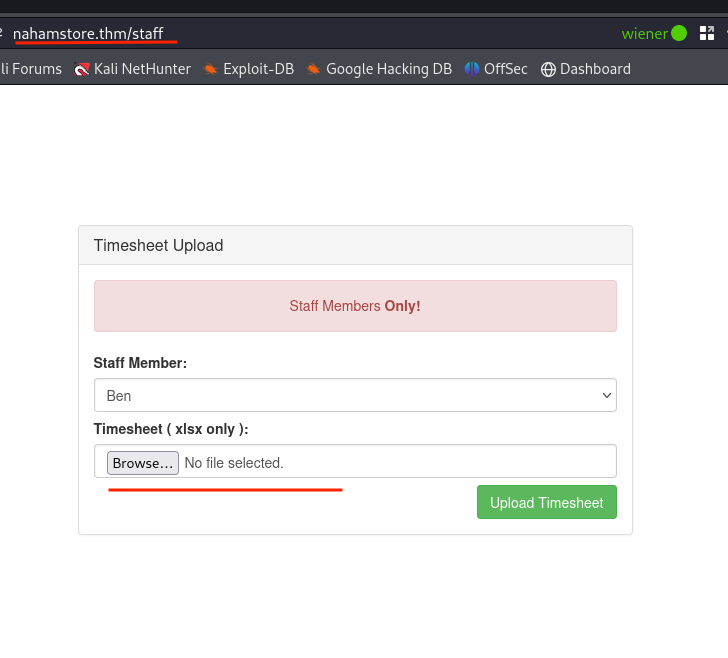 nahamstore.thm/staff wiener
li Forums Kali NetHunter Exploit-DB Google Hacking DB OffSec Dashboard
Timesheet Upload
Staff Members Only!
Staff Member:
Ben
Timesheet ( xlsx only ):
Browse... No file selected.
Upload Timesheet